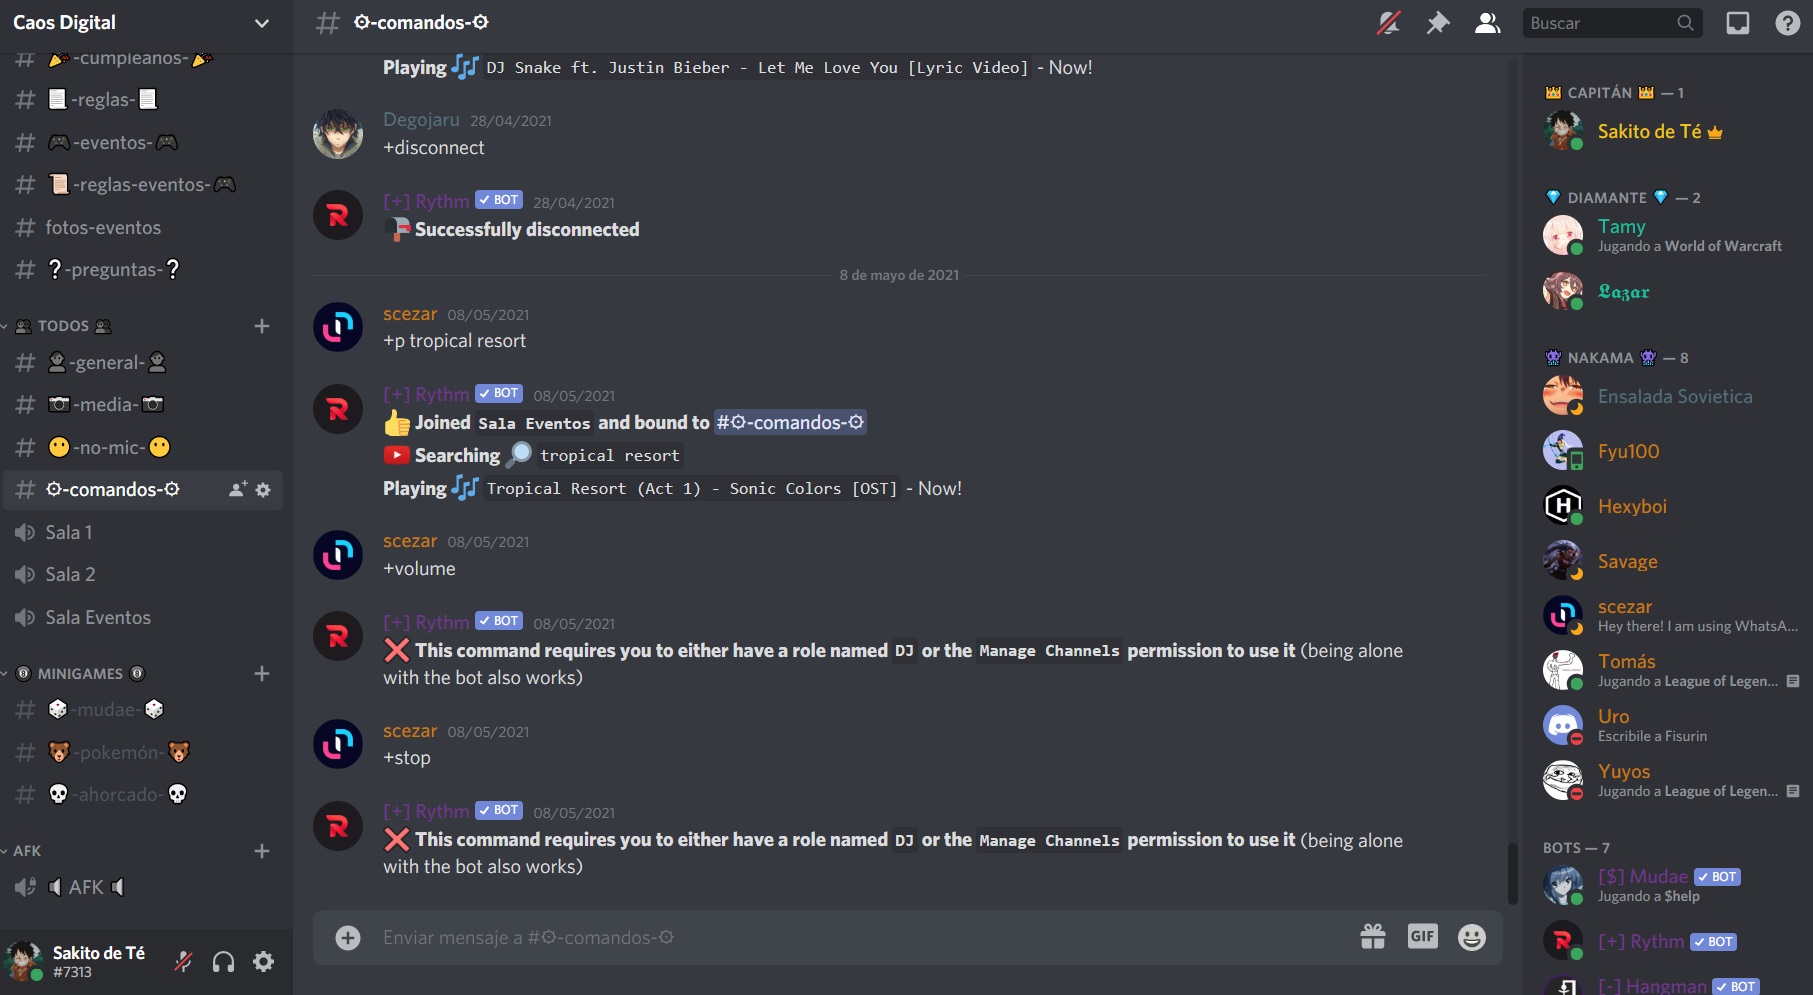 Caos Digital
-cumpleaños-
-reglas-
-eventos-
-reglas-eventos-
fotos-eventos
-preguntas-
TODOS
-general-
-media-
-no-mic-
-comandos-
Sala 1
Sala 2
Sala Eventos
MINIGAMES
-mudae-
-pokemón-
-ahorcado-
AFK
AFK
Sakito de Té
#7313
# ⚙-comandos-⚙
Buscar
Playing DJ Snake ft. Justin Bieber - Let Me Love You [Lyric Video] - Now!
Degojaru 28/04/2021
+disconnect
[+] Rythm BOT 28/04/2021
Successfully disconnected
8 de mayo de 2021
scezar 08/05/2021
+p tropical resort
[+] Rythm BOT 08/05/2021
Joined Sala Eventos and bound to #⚙-comandos-⚙
Searching tropical resort
Playing Tropical Resort (Act 1) - Sonic Colors [OST] - Now!
scezar 08/05/2021
+volume
[+] Rythm BOT 08/05/2021
This command requires you to either have a role named DJ or the Manage Channels permission to use it (being alone
with the bot also works)
scezar 08/05/2021
+stop
[+] Rythm BOT 08/05/2021
This command requires you to either have a role named DJ or the Manage Channels permission to use it (being alone
with the bot also works)
Enviar mensaje a #⚙-comandos-⚙
GIF
CAPITÁN — 1
Sakito de Té
DIAMANTE — 2
Tamy
Jugando a World of Warcraft
𝕷𝖆𝖟𝖆𝖗
NAKAMA — 8
Ensalada Sovietica
Fyu100
Hexyboi
Savage
scezar
Hey there! I am using WhatsA...
Tomás
Jugando a League of Legen...
Uro
Escribile a Fisurin
Yuyos
Jugando a League of Legen...
BOTS — 7
[$] Mudae BOT
Jugando a $help
[+] Rythm BOT
[-] Hangman BOT